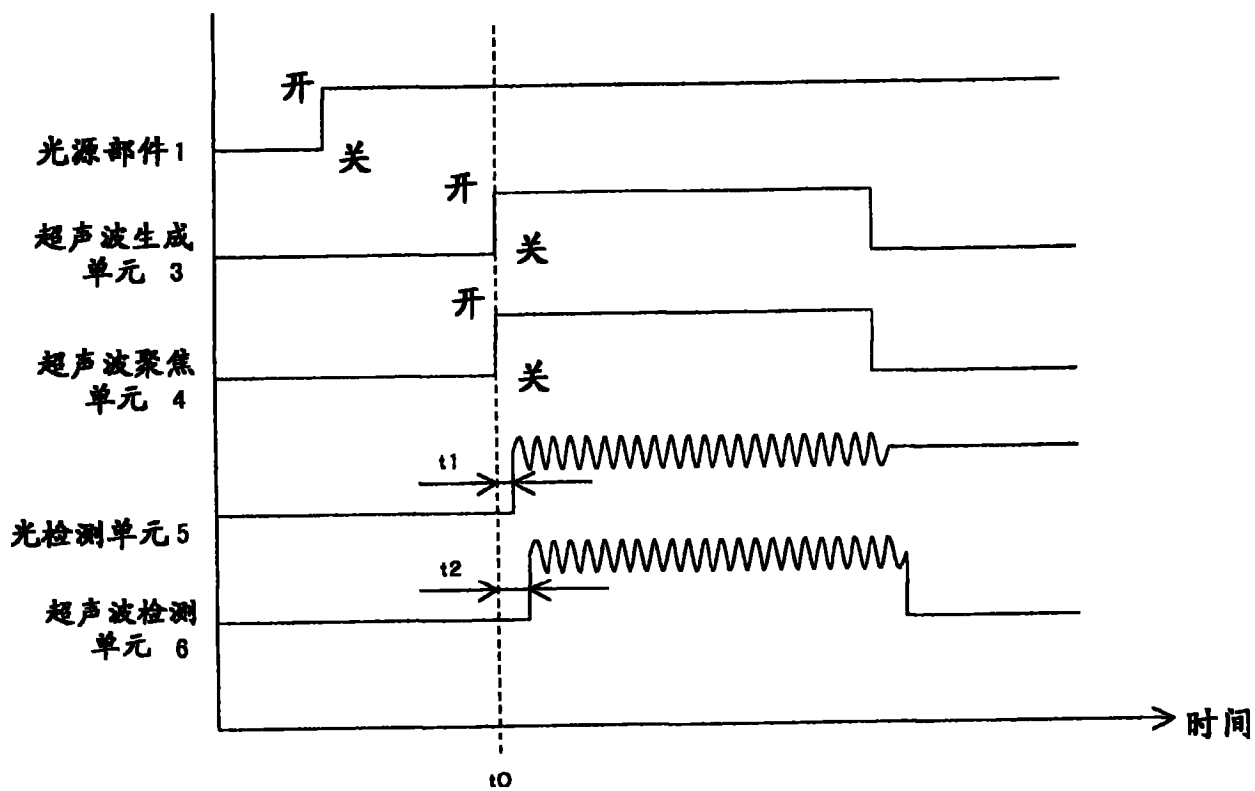 开
光源部件1
关
开
超声波生成
单元 3
关
开
超声波聚焦
单元 4
关
t1
光检测单元5
t2
超声波检测
单元 6
时间
t0